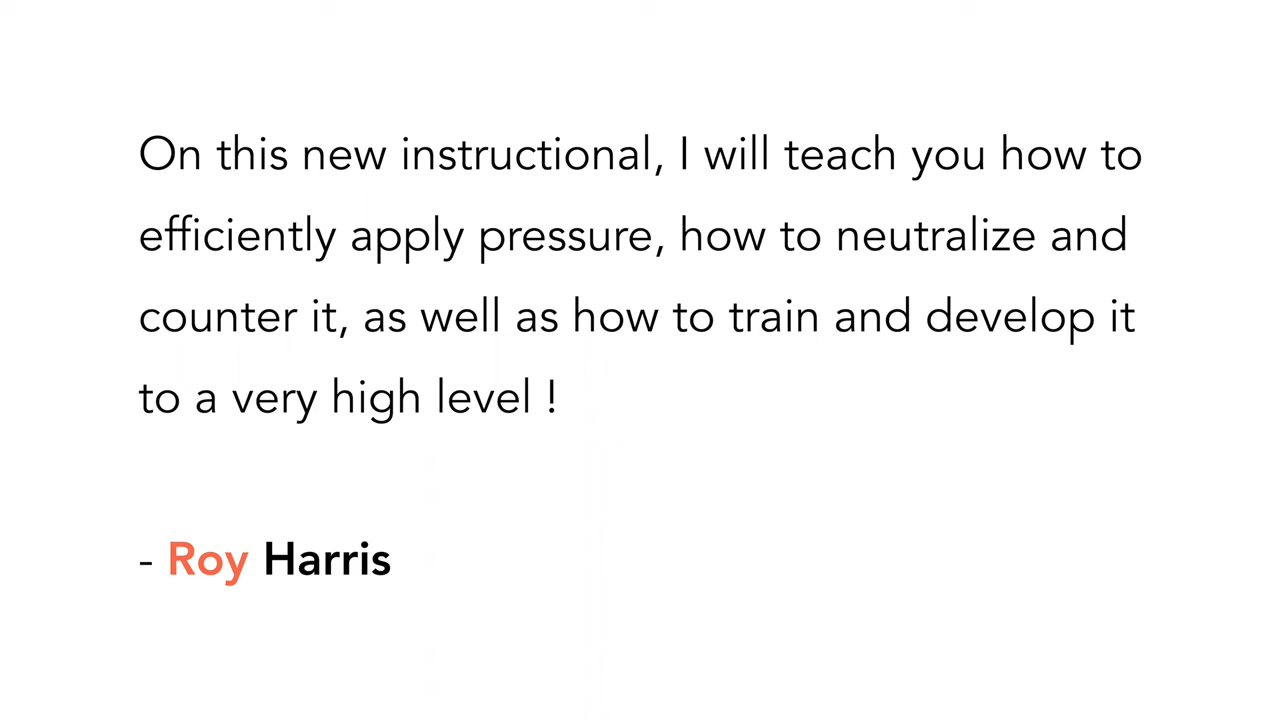 On this new instructional, I will teach you how to
efficiently apply pressure, how to neutralize and
counter it, as well as how to train and develop it
to a very high level !
- Roy Harris